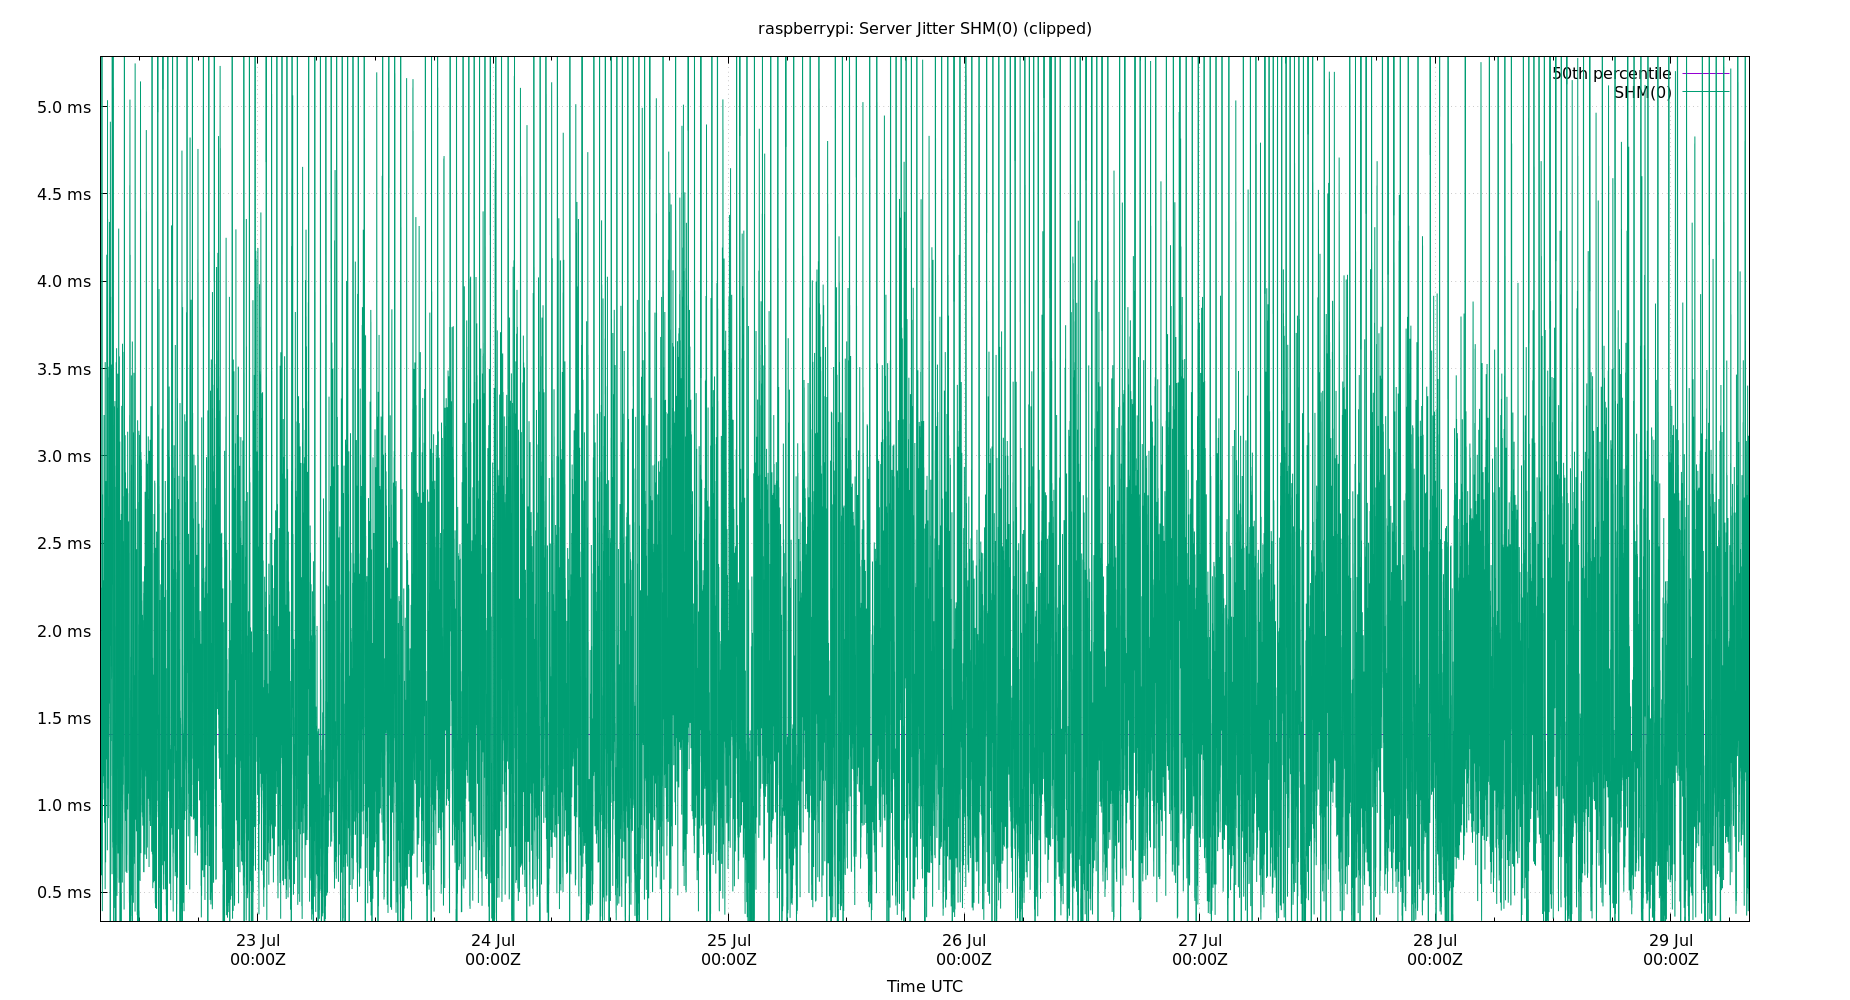 raspberrypi: Server Jitter SHM(0) (clipped)
50th percentile
SHM(0)
5.0 ms
4.5 ms
4.0 ms
3.5 ms
3.0 ms
2.5 ms
2.0 ms
1.5 ms
1.0 ms
0.5 ms
23 Jul 24 Jul 25 Jul 26 Jul 27 Jul 28 Jul 29 Jul
00:00Z 00:00Z 00:00Z 00:00Z 00:00Z 00:00Z 00:00Z
Time UTC